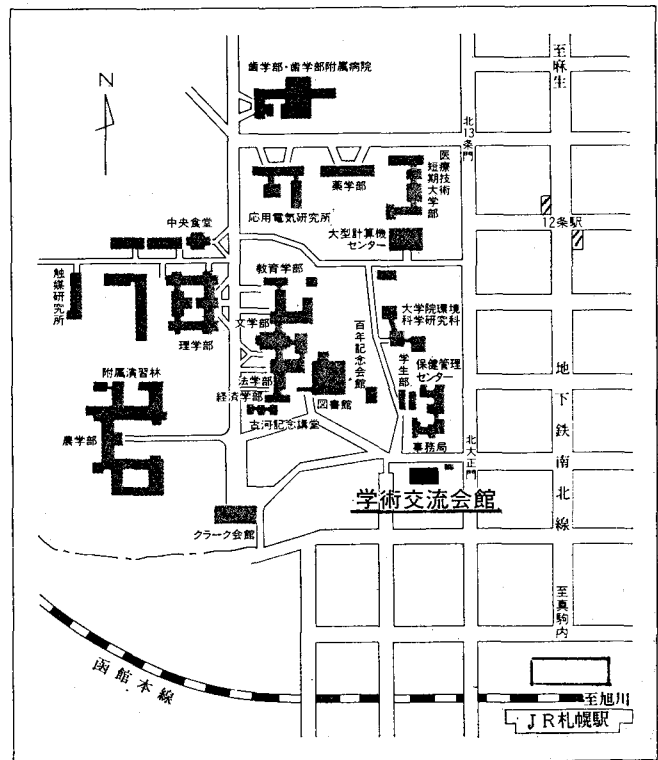 至麻生
N
歯学部・歯学部附属病院
北13条門
医療技術
短期大学部
薬学部
応用電気研究所
12条駅
大型計算機
センター
中央食堂
触媒研究所
教育学部
百年記念会館
大学院環境
科学研究科
文学部
理学部
学生部
保健管理
センター
地下鉄南北線
附属演習林
法学部
経済学部
図書館
古河記念講堂
農学部
事務局
北大正門
学術交流会館
クラーク会館
至真駒内
函館本線
至旭川
JR札幌駅